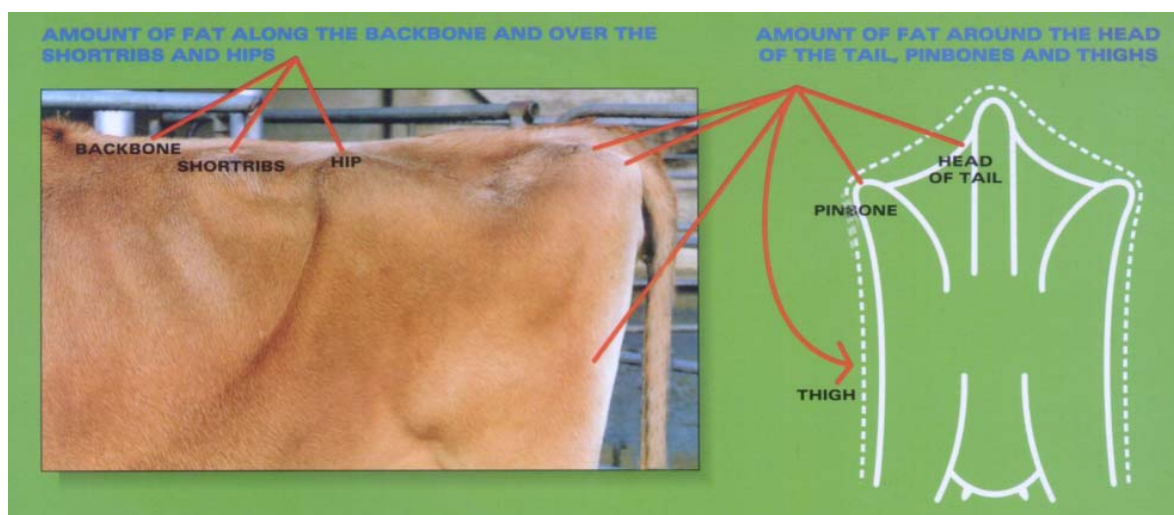 AMOUNT OF FAT ALONG THE BACKBONE AND OVER THE
SHORTRIBS AND HIPS
AMOUNT OF FAT AROUND THE HEAD
OF THE TAIL, PINBONES AND THIGHS
BACKBONE
SHORTRIBS
HIP
HEAD
OF TAIL
PINBONE
THIGH